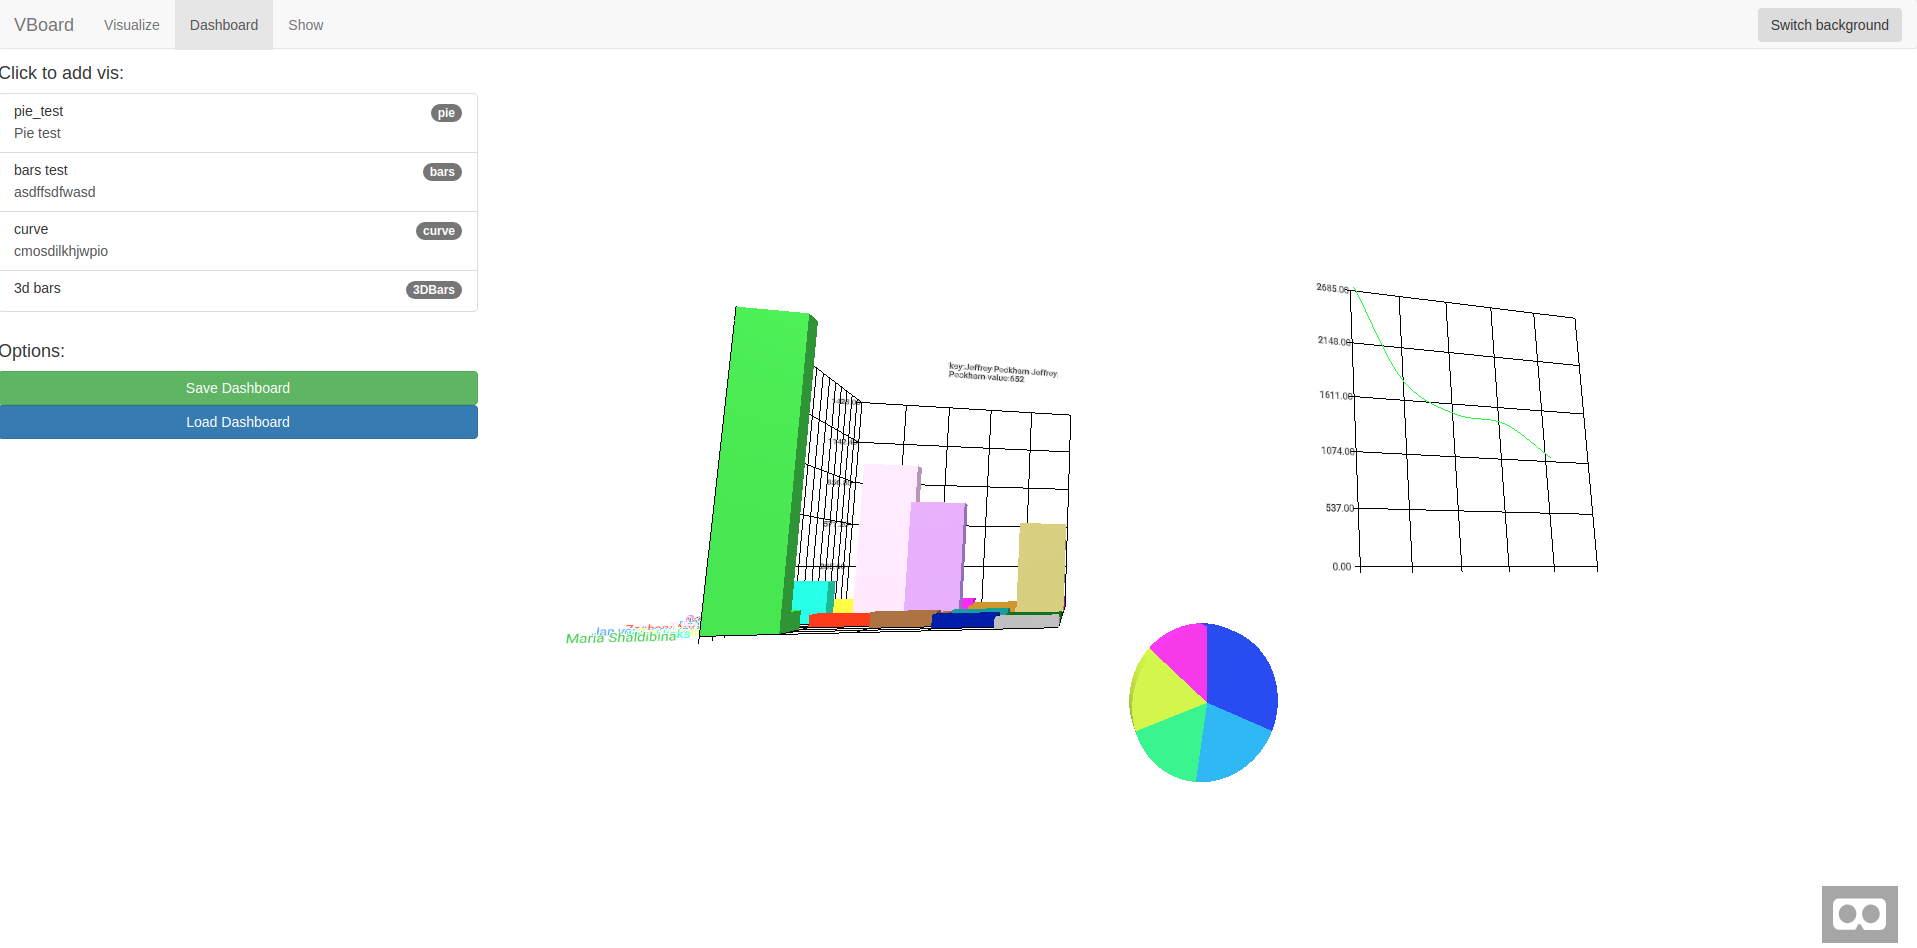 VBoard Visualize Dashboard Show Switch background
Click to add vis:
pie_test pie
Pie test
bars test bars
asdffsdfwasd
curve curve
cmosdilkhjwpio
3d bars 3DBars
Options:
Save Dashboard
Load Dashboard
key:Jeffrey Peckham Jeffrey
Peckham value:652
Maria Shaldibina
2685.00
2148.00
1611.00
1074.00
537.00
0.00